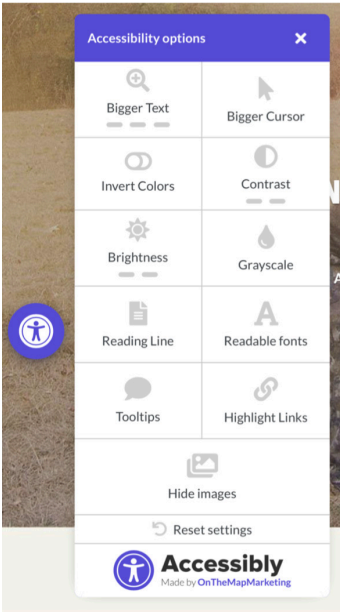 Accessibility options
Bigger Text
Bigger Cursor
Invert Colors
Contrast
Brightness
Grayscale
Reading Line
Readable fonts
Tooltips
Highlight Links
Hide images
Reset settings
Accessibly
Made by OnTheMapMarketing